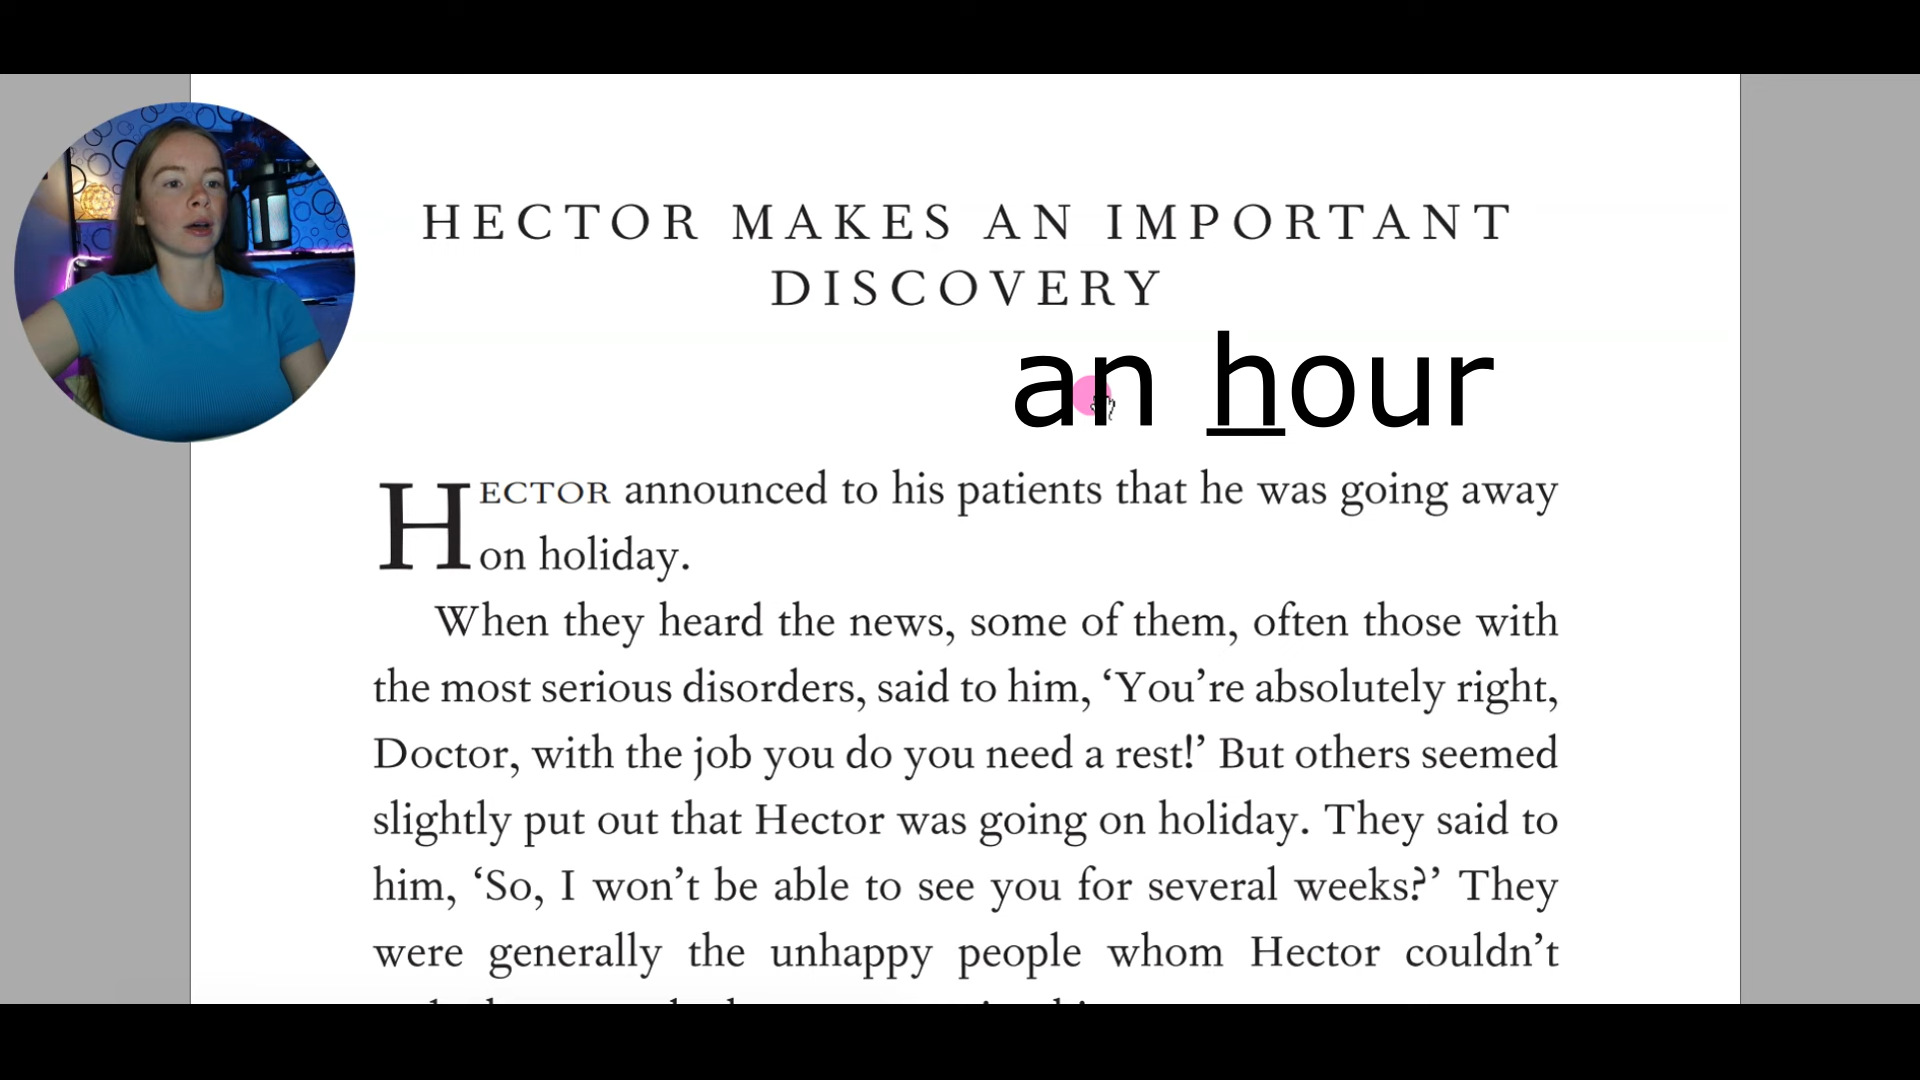 HECTOR MAKES AN IMPORTANT
DISCOVERY
an hour
HECTOR announced to his patients that he was going away
on holiday.
When they heard the news, some of them, often those with
the most serious disorders, said to him, ‘You’re absolutely right,
Doctor, with the job you do you need a rest!’ But others seemed
slightly put out that Hector was going on holiday. They said to
him, ‘So, I won’t be able to see you for several weeks?’ They
were generally the unhappy people whom Hector couldn’t